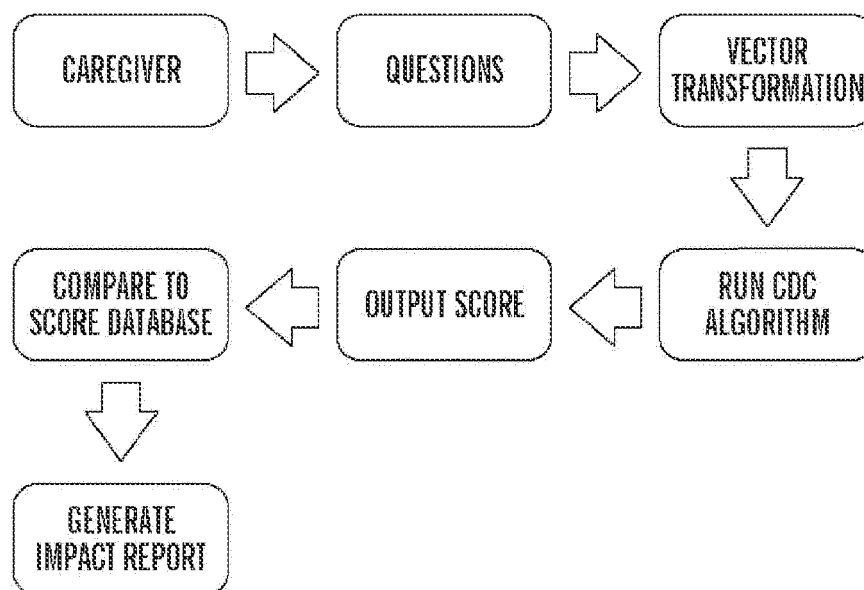 CAREGIVER
QUESTIONS
VECTOR
TRANSFORMATION
RUN CDC
ALGORITHM
OUTPUT SCORE
COMPARE TO
SCORE DATABASE
GENERATE
IMPACT REPORT